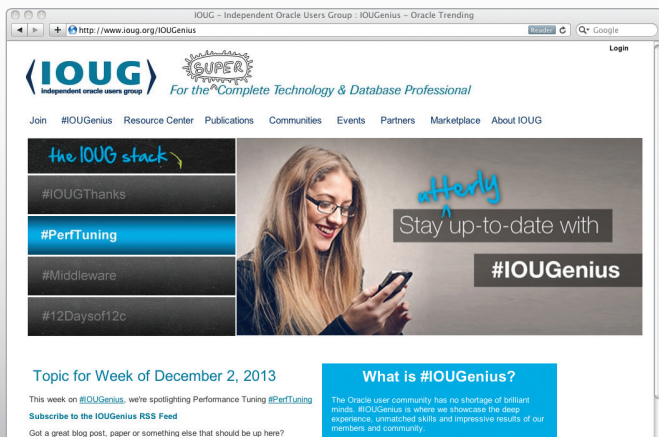 IOUG - Independent Oracle Users Group : IOUGenius - Oracle Trending
http://www.ioug.org/IOUGenius
Reader
Google
Login
(IOUG)
independent oracle users group
SUPER
For the ^Complete Technology & Database Professional
Join #IOUGenius Resource Center Publications Communities Events Partners Marketplace About IOUG
the IOUG stack
#IOUGThanks
#PerfTuning
#Middleware
#12Daysof12c
utterly
Stay ^up-to-date with
#IOUGenius
Topic for Week of December 2, 2013
This week on #IOUGenius, we're spotlighting Performance Tuning #PerfTuning
Subscribe to the IOUGenius RSS Feed
Got a great blog post, paper or something else that should be up here?
What is #IOUGenius?
The Oracle user community has no shortage of brilliant
minds. #IOUGenius is where we showcase the deep
experience, unmatched skills and impressive results of our
members and community.